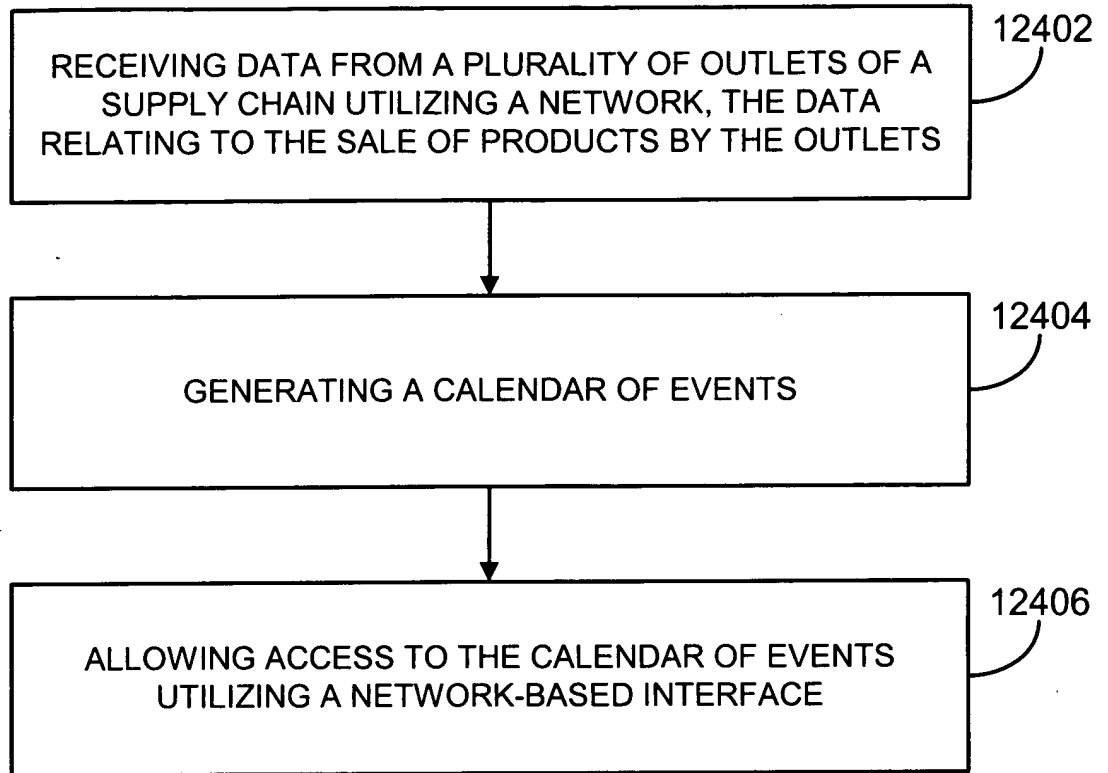 12402
RECEIVING DATA FROM A PLURALITY OF OUTLETS OF A
SUPPLY CHAIN UTILIZING A NETWORK, THE DATA
RELATING TO THE SALE OF PRODUCTS BY THE OUTLETS
12404
GENERATING A CALENDAR OF EVENTS
12406
ALLOWING ACCESS TO THE CALENDAR OF EVENTS
UTILIZING A NETWORK-BASED INTERFACE